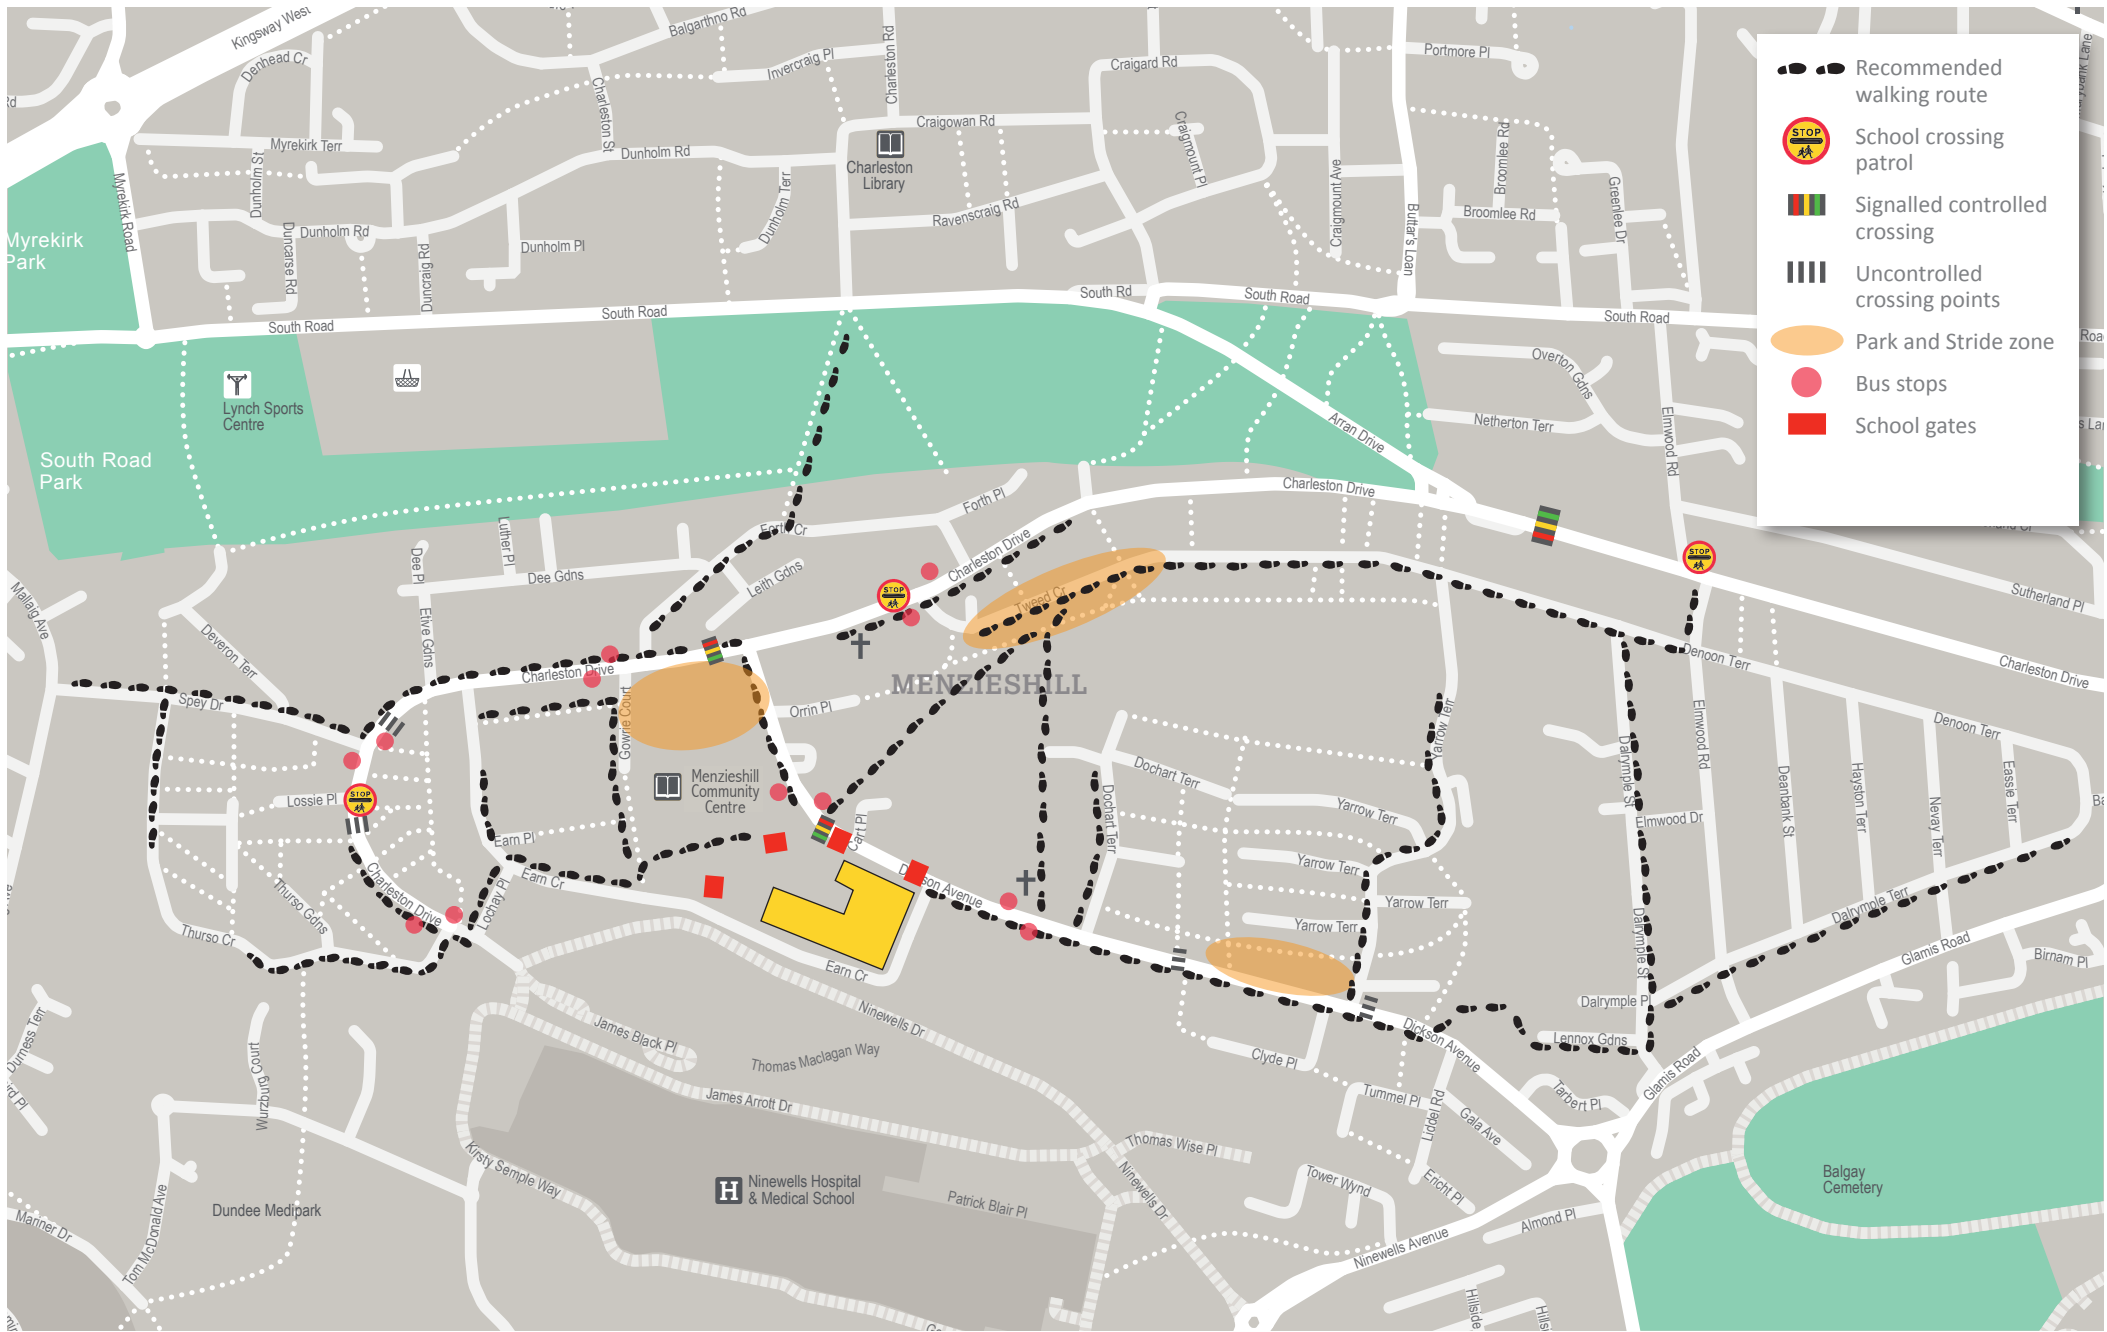 Kingsway West
Balgarthno Rd
Denhead Cr
Invercraig Pl
Charleston Rd
Craigard Rd
Portmore Pl
Charleston St
Myrekirk Terr
Dunholm Rd
Craigowan Rd
Craigmount Pl
Charleston
Library
Broomlee Rd
Myrekirk Road
Dunholm St
Dunholm Terr
Ravenscraig Rd
Craigmount Ave
Buttar's Loan
Broomlee Rd
Greenlee Dr
Myrekirk
Park
Duncarse Rd
Dunholm Rd
Duncraig Rd
Dunholm Pl
South Road
South Road
South Rd
South Road
South Road
Recommended
walking route
STOP
School crossing
patrol
Signalled controlled
crossing
Uncontrolled
crossing points
Park and Stride zone
Bus stops
School gates
Lynch Sports
Centre
South Road
Park
Overton Gdns
Netherton Terr
Arran Drive
Elmwood Rd
Charleston Drive
Forth Pl
Forth Cr
Luther Pl
Dee Pl
Dee Gdns
Leith Gdns
Charleston Drive
STOP
STOP
Tweed Cr
Sutherland Pl
Mallaig Ave
Deveron Terr
Etive Gdns
Charleston Drive
Gowrie Court
MENZIESHILL
Denoon Terr
Charleston Drive
Spey Dr
Orrin Pl
Yarrow Terr
Dalrymple St
Elmwood Rd
Denoon Terr
Lossie Pl
STOP
Menzieshill
Community
Centre
Dochart Terr
Dochart Terr
Yarrow Terr
Deanbank St
Hayston Terr
Nevay Terr
Eassie Terr
Elmwood Dr
Earn Pl
Cart Pl
Yarrow Terr
Earn Cr
Dickson Avenue
Yarrow Terr
Yarrow Terr
Dalrymple St
Dalrymple Terr
Thurso Gdns
Charleston Drive
Lochay Pl
Thurso Cr
Earn Cr
Glamis Road
Birnam Pl
Dalrymple Pl
Ninewells Dr
Durness Terr
James Black Pl
Thomas Maclagan Way
Clyde Pl
Dickson Avenue
Lennox Gdns
Wurzburg Court
James Arrott Dr
Tummel Pl
Liddel Rd
Gala Ave
Tarbert Pl
Glamis Road
Kirsty Semple Way
Thomas Wise Pl
Ninewells Hospital
& Medical School
H
Patrick Blair Pl
Ninewells Dr
Tower Wynd
Ericht Pl
Balgay
Cemetery
Dundee Medipark
Mariner Dr
Tom McDonald Ave
Almond Pl
Ninewells Avenue
Hillside